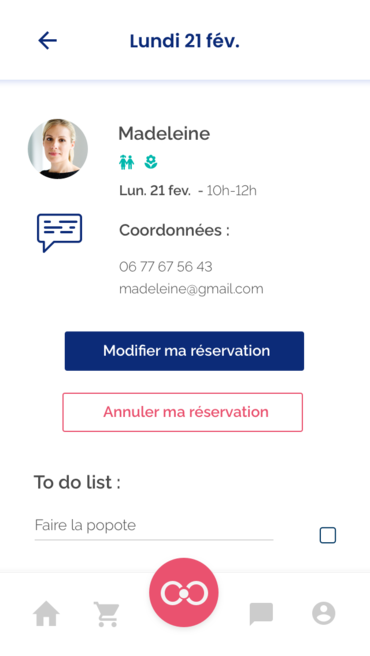 Lundi 21 fév.
Madeleine
Lun. 21 fev. - 10h-12h
Coordonnées :
06 77 67 56 43
madeleine@gmail.com
Modifier ma réservation
Annuler ma réservation
To do list :
Faire la popote